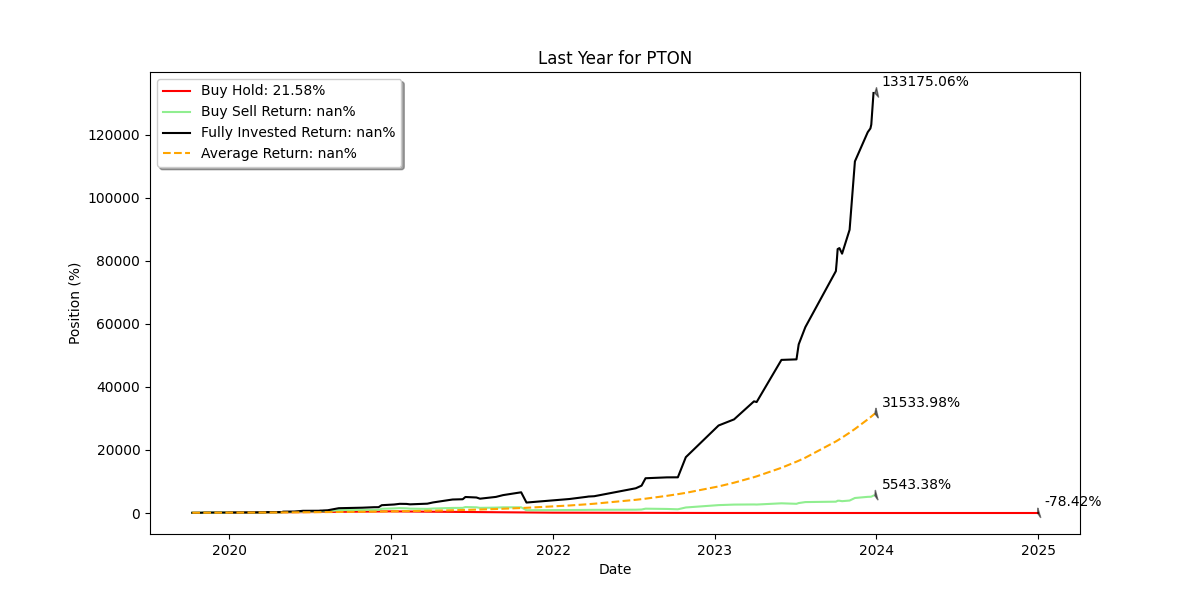 Last Year for PTON
133175.06%
Buy Hold: 21.58%
Buy Sell Return: nan%
Fully Invested Return: nan%
Average Return: nan%
120000
100000
80000
60000
40000
20000
0
Position (%)
31533.98%
5543.38%
-78.42%
2020
2021
2022
2023
2024
2025
Date